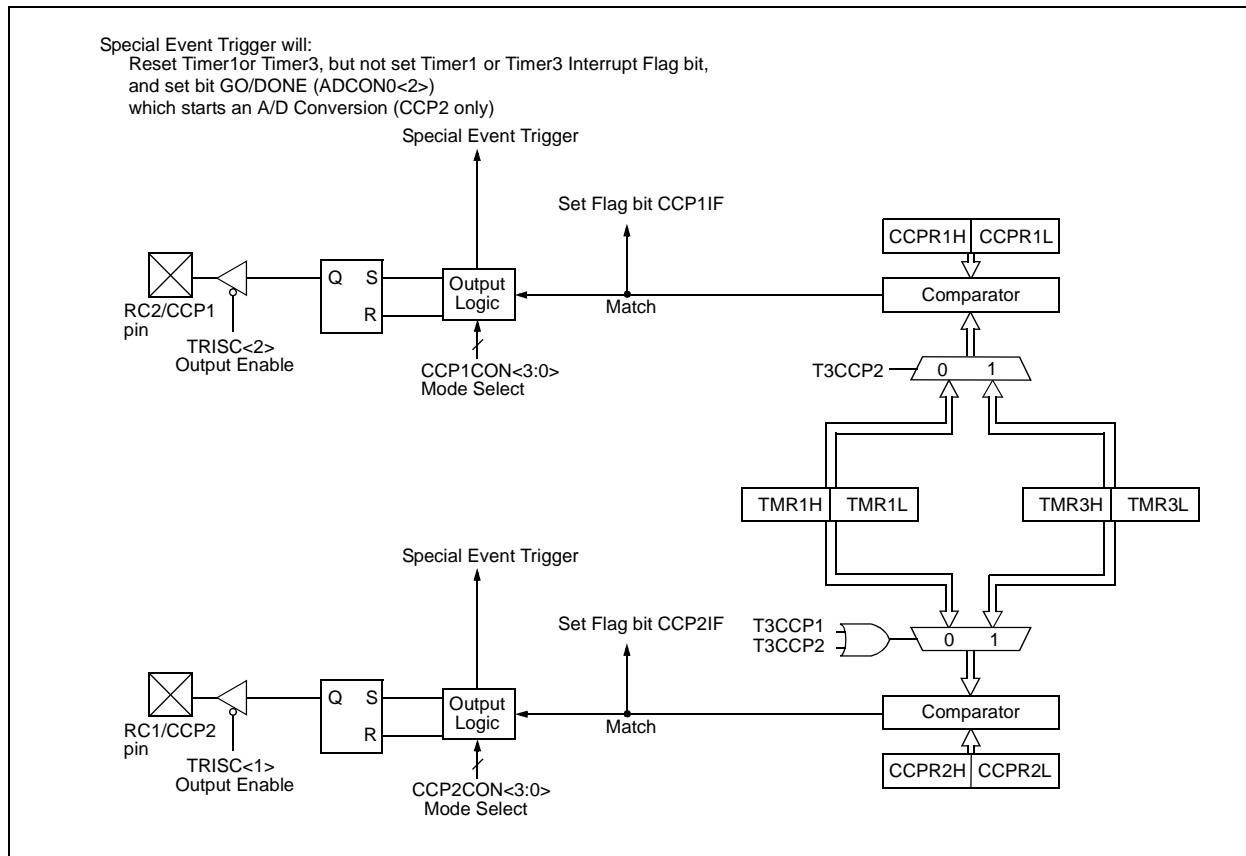 Special Event Trigger will:
Reset Timer1or Timer3, but not set Timer1 or Timer3 Interrupt Flag bit,
and set bit GO/DONE (ADCON0<2>)
which starts an A/D Conversion (CCP2 only)
Special Event Trigger
Set Flag bit CCP1IF
CCPR1H CCPR1L
Q S
R
Output
Logic
Comparator
RC2/CCP1
pin
Match
TRISC<2>
Output Enable
CCP1CON<3:0>
Mode Select
T3CCP2
0 1
TMR1H TMR1L
TMR3H TMR3L
Special Event Trigger
Set Flag bit CCP2IF
T3CCP1
T3CCP2
0 1
Q S
R
Output
Logic
Comparator
RC1/CCP2
pin
Match
TRISC<1>
Output Enable
CCP2CON<3:0>
Mode Select
CCPR2H CCPR2L